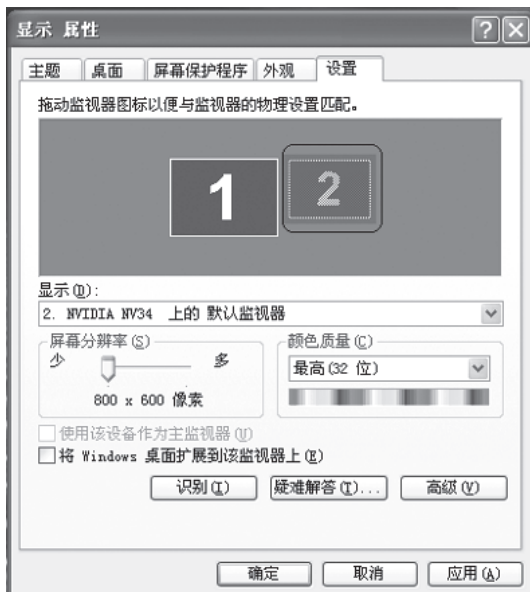 显示 属性
主题 桌面 屏幕保护程序 外观 设置
拖动监视器图标以便与监视器的物理设置匹配。
1 2
显示(D):
2. NVIDIA NV34 上的 默认监视器
屏幕分辨率(S) 颜色质量(C)
少 多 最高(32 位)
800 x 600 像素
使用该设备作为主监视器(U)
将 Windows 桌面扩展到该监视器上(E)
识别(I) 疑难解答(T)... 高级(V)
确定 取消 应用(A)